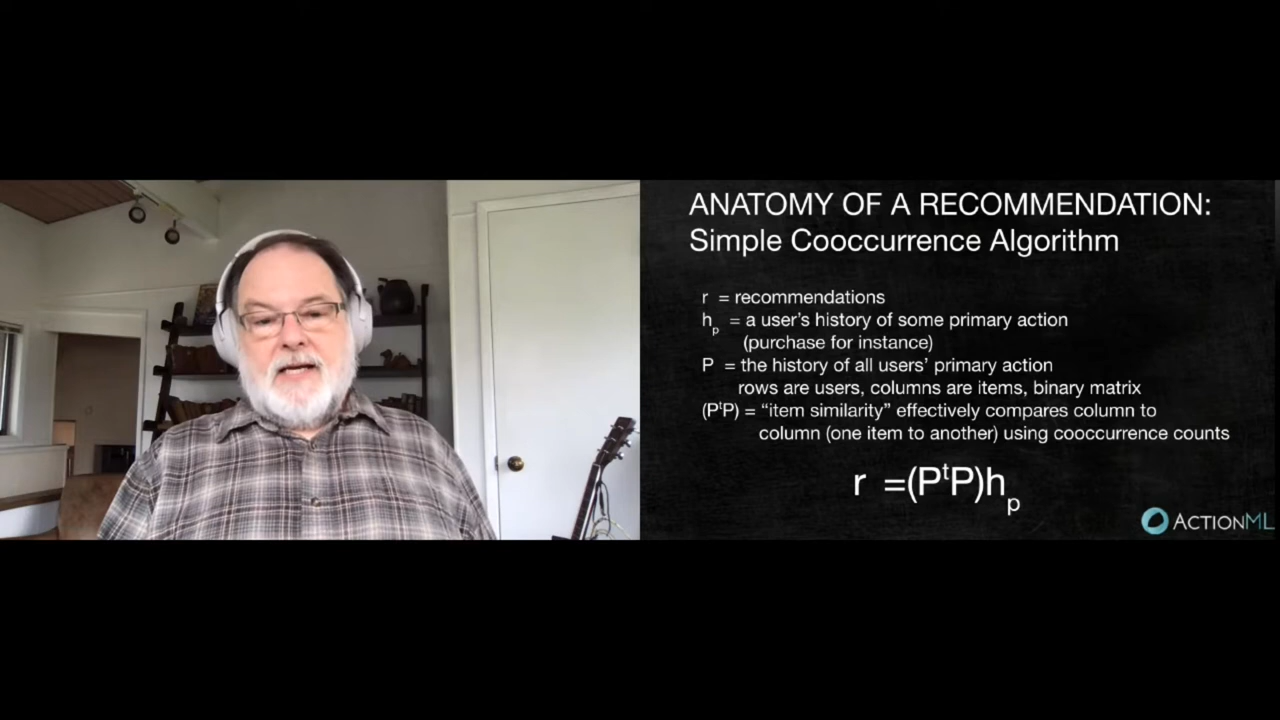 ANATOMY OF A RECOMMENDATION:
Simple Cooccurrence Algorithm
r = recommendations
hp = a user's history of some primary action
(purchase for instance)
P = the history of all users' primary action
rows are users, columns are items, binary matrix
(PᵗP) = “item similarity” effectively compares column to
column (one item to another) using cooccurrence counts
r =(PᵗP)hp
ACTIONML